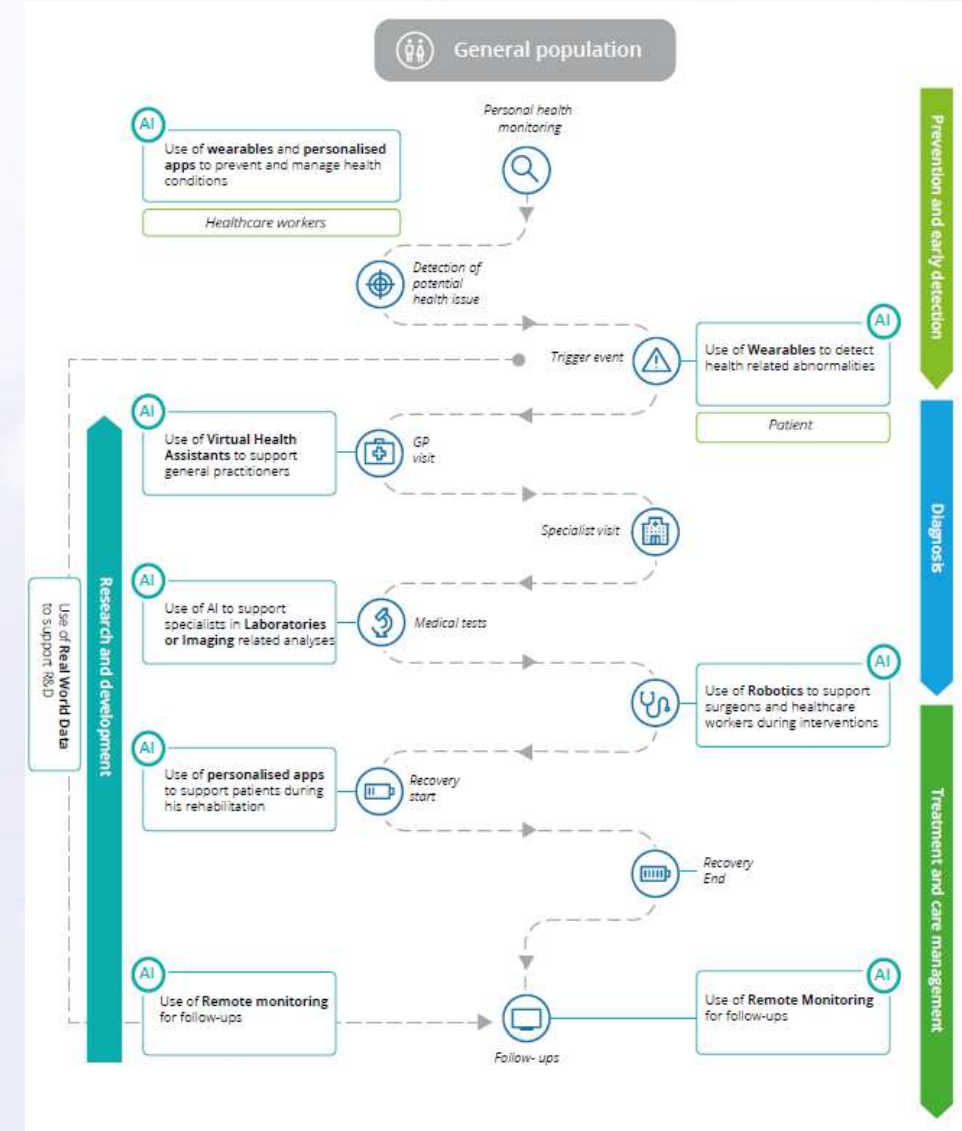 General population
Personal health
monitoring
AI
Use of wearables and personalised
apps to prevent and manage health
conditions
Healthcare workers
Detection of
potential
health issue
Trigger event
AI
Use of Wearables to detect
health related abnormalities
Patient
Prevention and early detection
AI
Use of Virtual Health
Assistants to support
general practitioners
GP
visit
Specialist visit
Diagnosis
AI
Use of AI to support
specialists in Laboratories
or Imaging related analyses
Medical tests
AI
Use of Robotics to support
surgeons and healthcare
workers during interventions
Use of Real World Data
to support R&D
Research and development
AI
Use of personalised apps
to support patients during
his rehabilitation
Recovery
start
Recovery
End
Treatment and care management
AI
Use of Remote monitoring
for follow-ups
Follow- ups
AI
Use of Remote Monitoring
for follow-ups